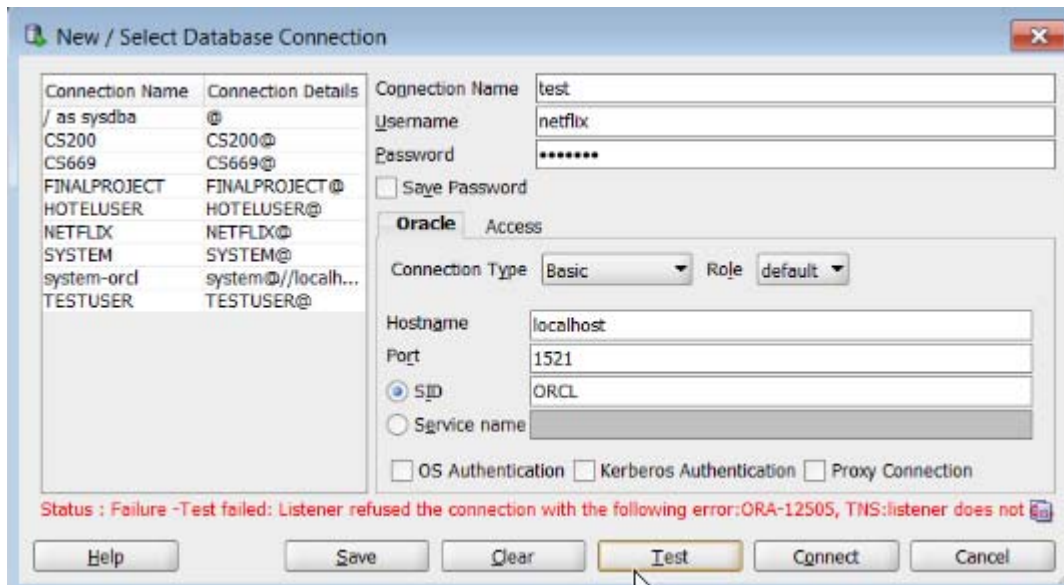 New / Select Database Connection
Connection Name Connection Details
/ as sysdba @
CS200 CS200@
CS669 CS669@
FINALPROJECT FINALPROJECT@
HOTELUSER HOTELUSER@
NETFLIX NETFLIX@
SYSTEM SYSTEM@
system-orcl system@//localh...
TESTUSER TESTUSER@
Connection Name test
Username netflix
Password •••••••
Save Password
Oracle Access
Connection Type Basic Role default
Hostname localhost
Port 1521
SID ORCL
Service name
OS Authentication Kerberos Authentication Proxy Connection
Status : Failure -Test failed: Listener refused the connection with the following error:ORA-12505, TNS:listener does not
Help Save Clear Test Connect Cancel